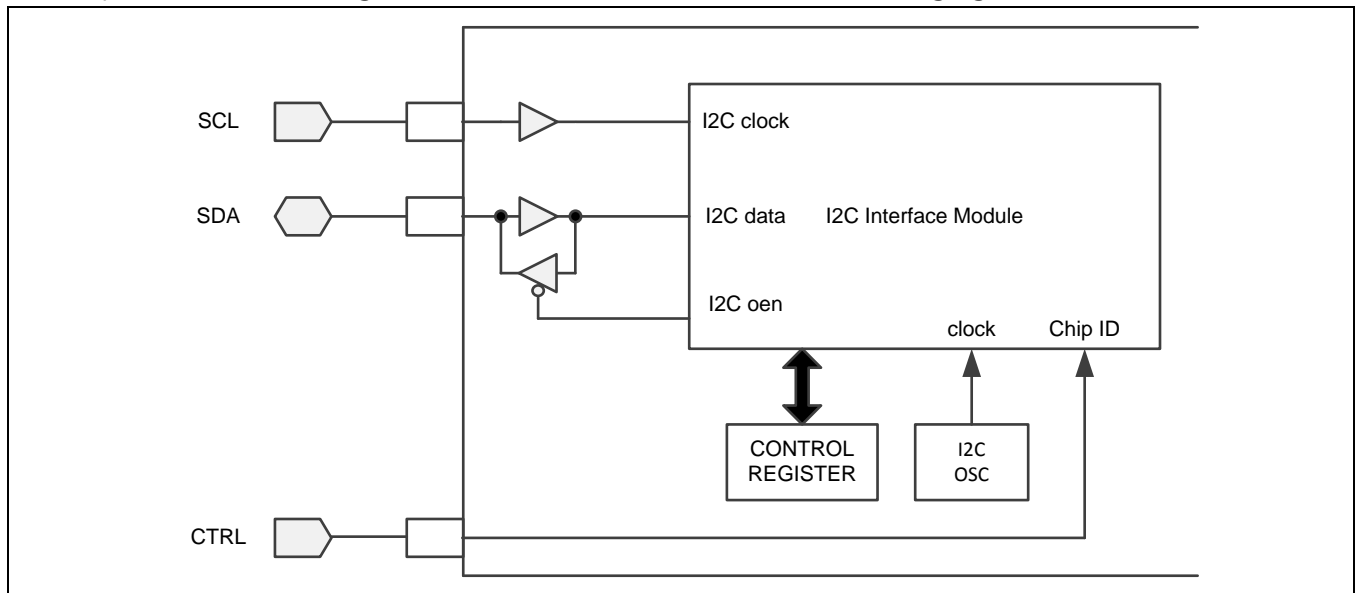 SCL
I2C clock
SDA
I2C data
I2C Interface Module
I2C oen
clock
Chip ID
CONTROL
REGISTER
I2C
OSC
CTRL